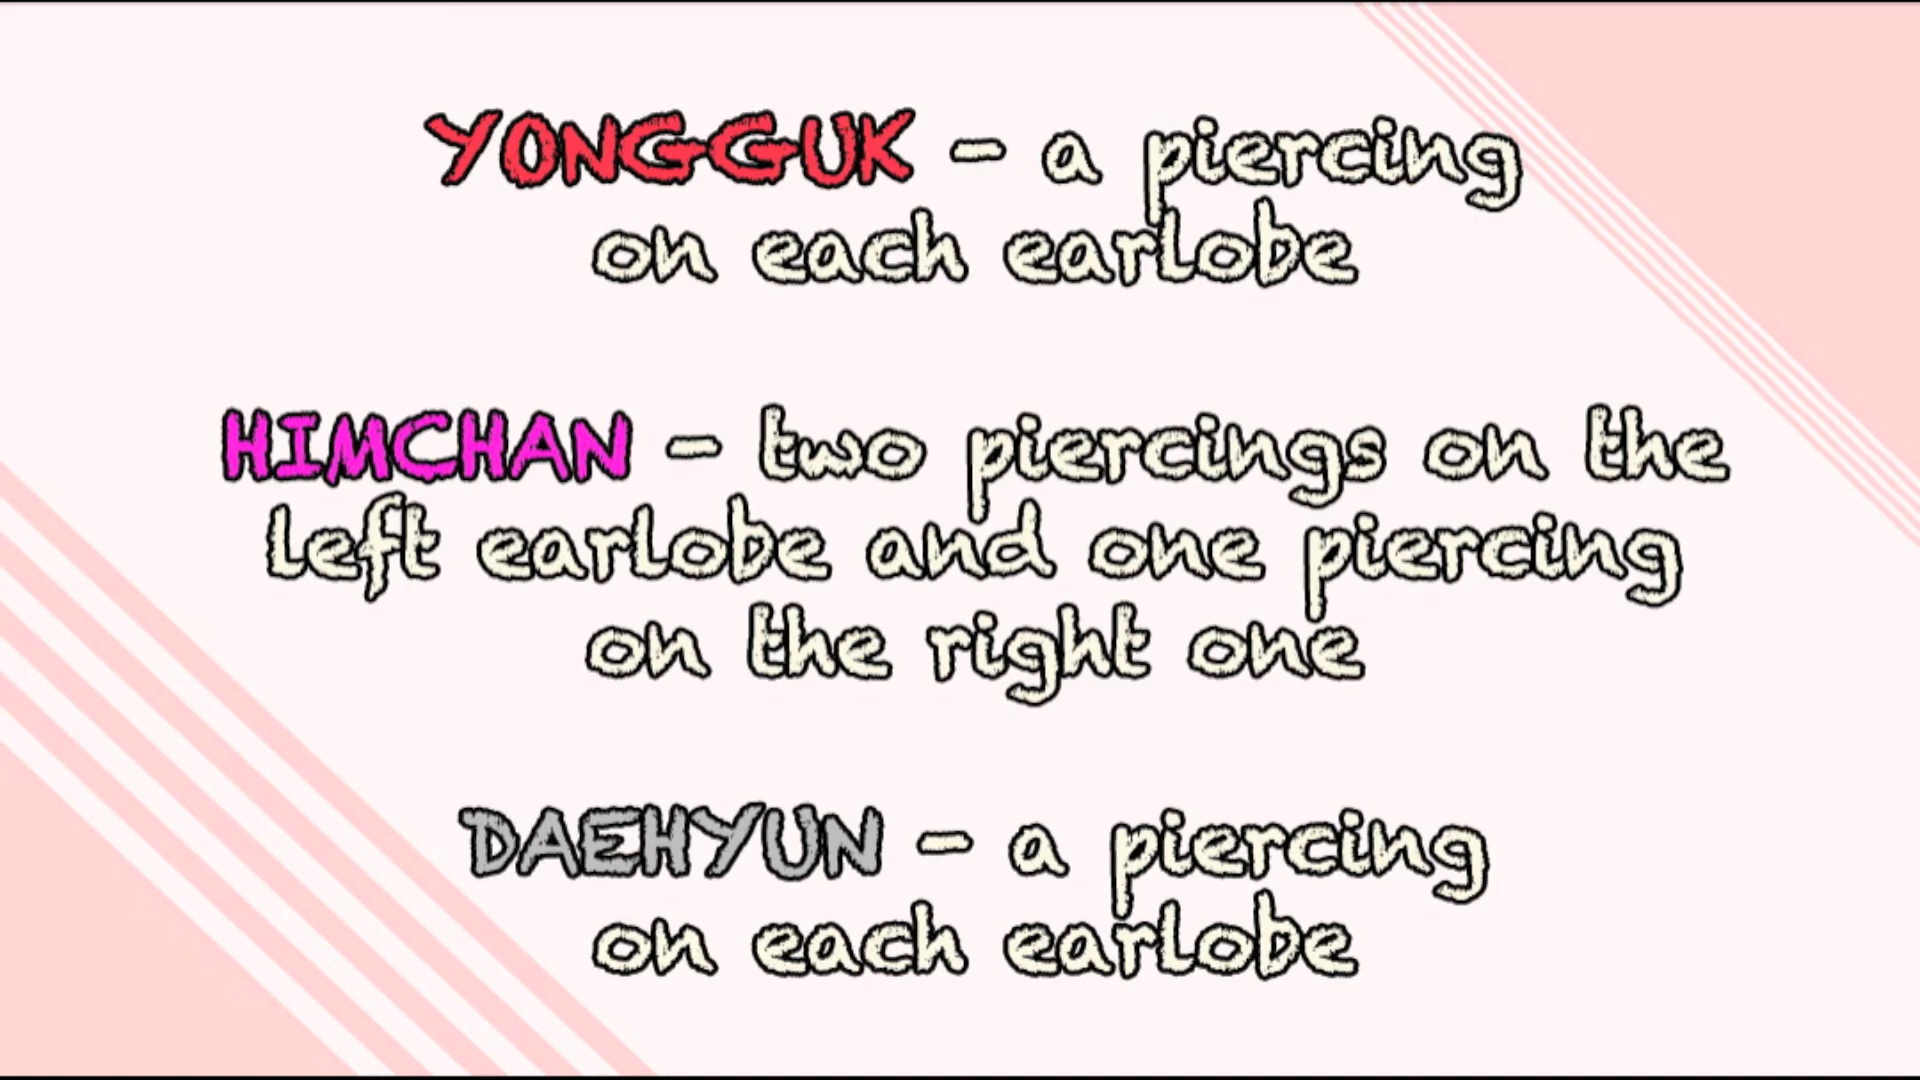 YONGGUK - a piercing
on each earlobe
HIMCHAN - two piercings on the
left earlobe and one piercing
on the right one
DAEHYUN - a piercing
on each earlobe